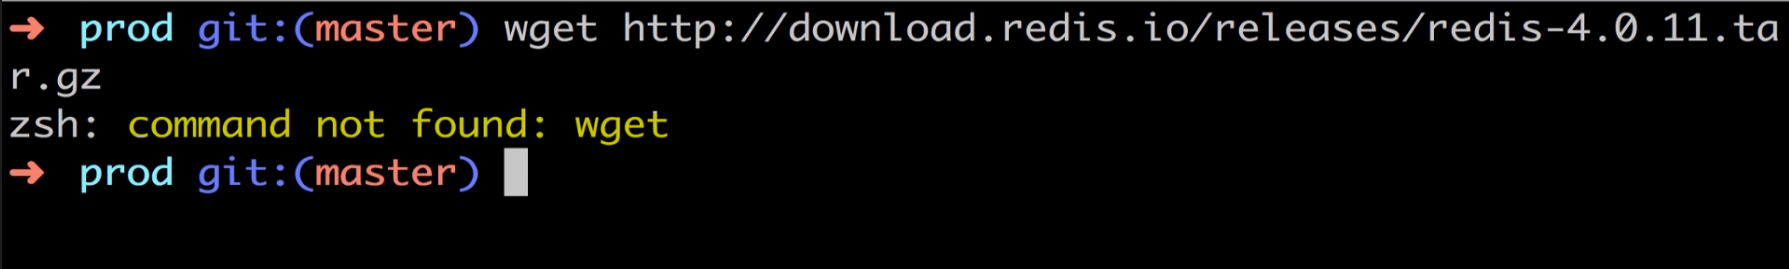 ➜ prod git:(master) wget http://download.redis.io/releases/redis-4.0.11.ta
r.gz
zsh: command not found: wget
➜ prod git:(master)